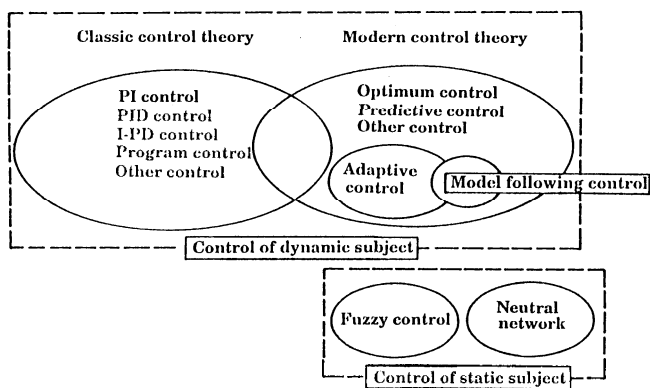 Classic control theory
Modern control theory
PI control
PID control
I-PD control
Program control
Other control
Optimum control
Predictive control
Other control
Adaptive
control
Model following control
Control of dynamic subject
Fuzzy control
Neutral
network
Control of static subject